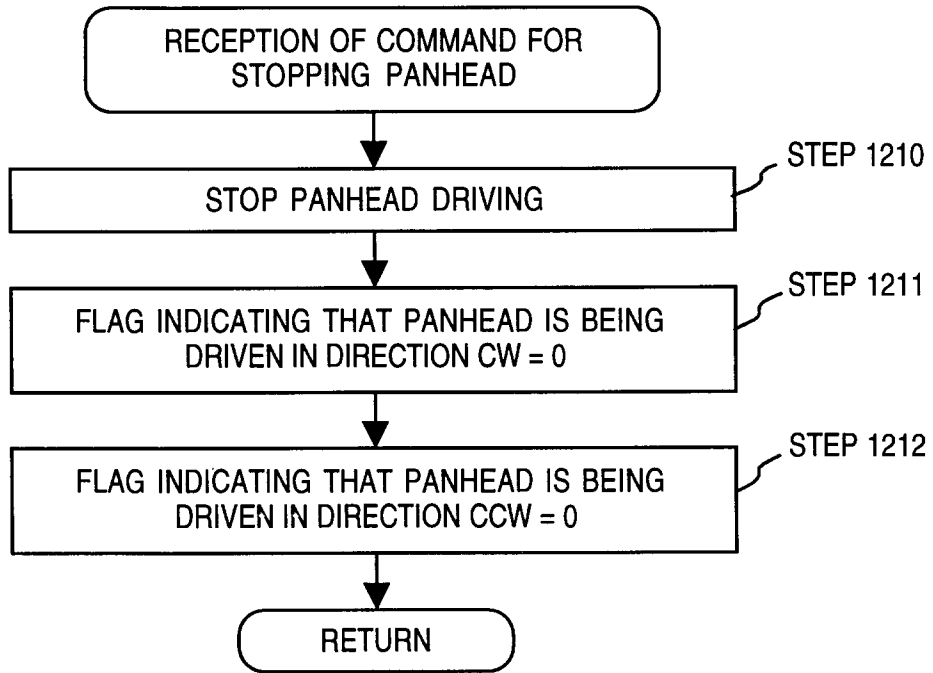 RECEPTION OF COMMAND FOR
STOPPING PANHEAD
STEP 1210
STOP PANHEAD DRIVING
STEP 1211
FLAG INDICATING THAT PANHEAD IS BEING
DRIVEN IN DIRECTION CW = 0
STEP 1212
FLAG INDICATING THAT PANHEAD IS BEING
DRIVEN IN DIRECTION CCW = 0
RETURN